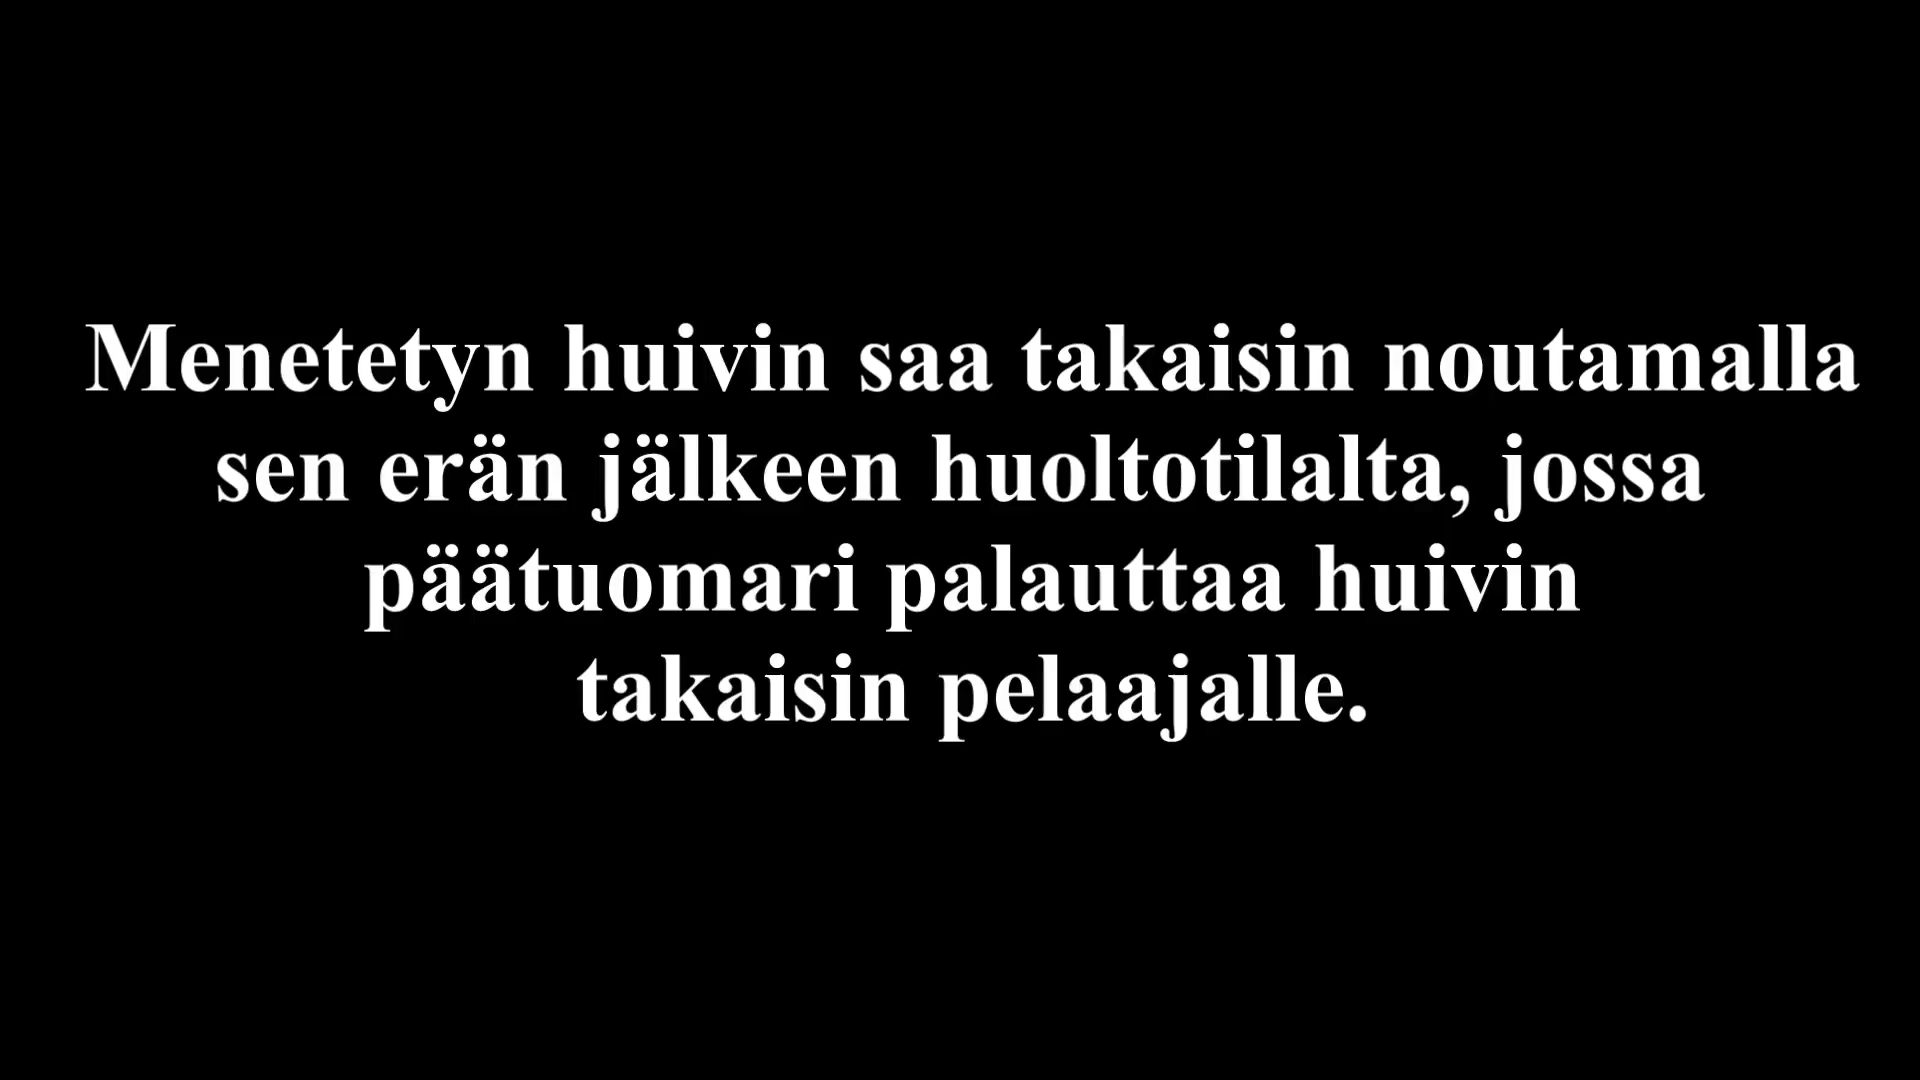 Menetetyn huivin saa takaisin noutamalla
sen erän jälkeen huoltotilalta, jossa
päätuomari palauttaa huivin
takaisin pelaajalle.